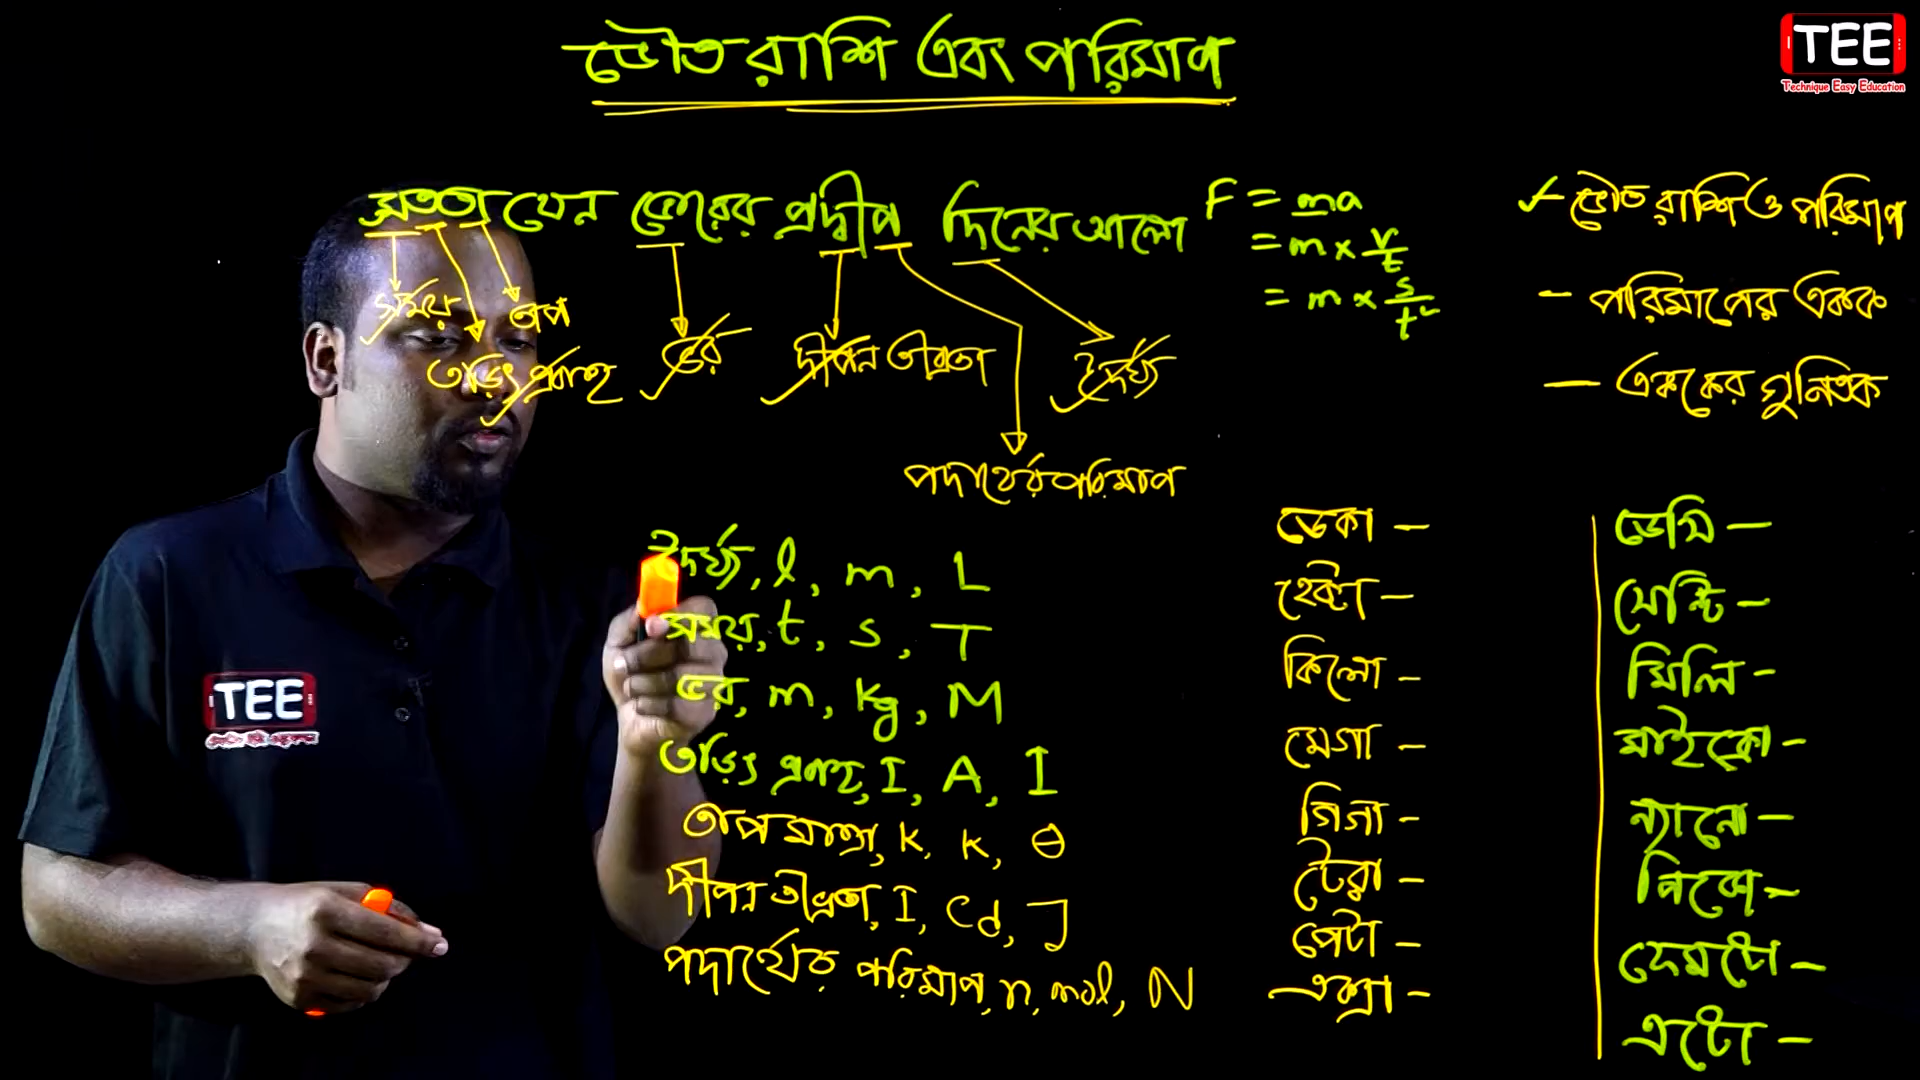 ভৌত রাশি এবং পরিমাপ
TEE
Technique Easy Education
সততা যেন ভোরের প্রদ্বীপ দিনের আলো
সময়
তাপ
তড়িৎ প্রবাহ
ভর
দীপন তীব্রতা
দৈর্ঘ্য
পদার্থের পরিমাপ
F = ma
= m × v/t
= m × s/t²
✓ ভৌত রাশি ও পরিমাপ
- পরিমাপের একক
- এককের গুনিতক
দৈর্ঘ্য, l, m, L
সময়, t, s, T
ভর, m, kg, M
তড়িৎ প্রবাহ, I, A, I
তাপমাত্রা, K, K, θ
দীপন তীব্রতা, I, Cd, J
পদার্থের পরিমাপ, n, mol, N
ডেকা -
হেক্টা -
কিলো -
মেগা -
গিগা -
টেরা -
পেটা -
এক্সা -
ডেসি -
সেন্টি -
মিলি -
মাইক্রো -
ন্যানো -
পিকো -
ফেমটো -
এটো -
TEE